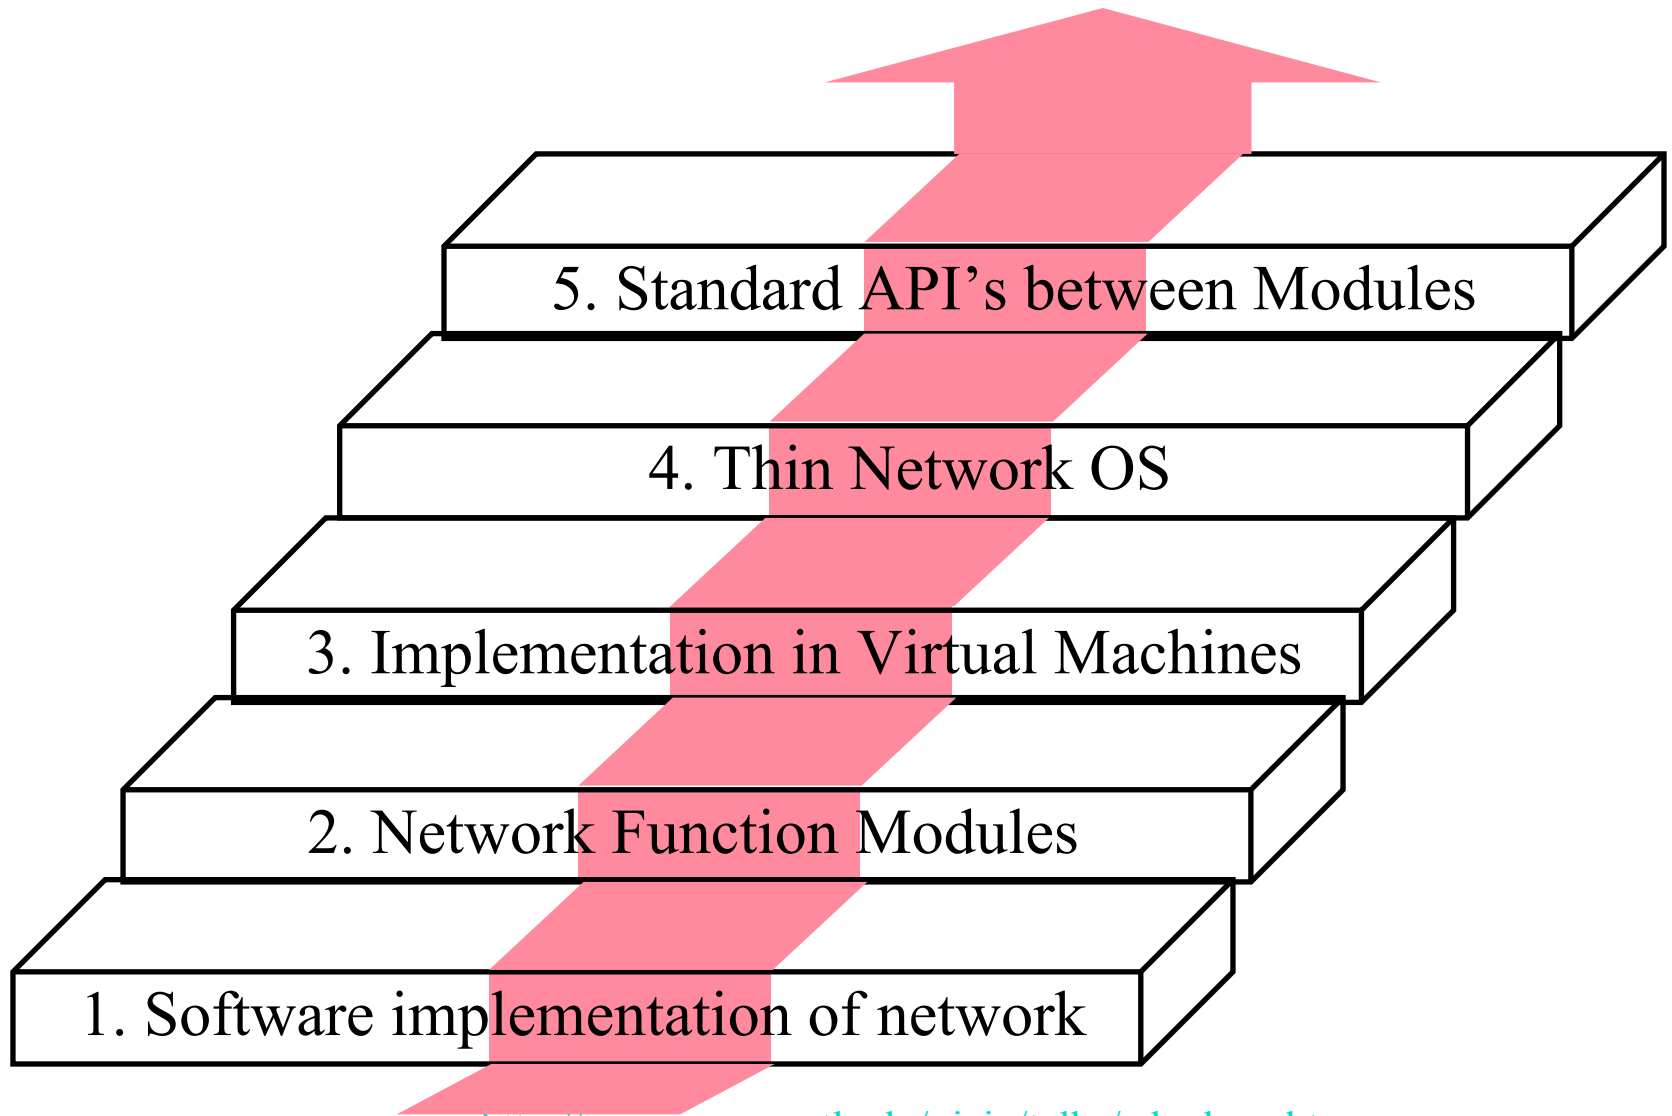 5. Standard API’s between Modules
4. Thin Network OS
3. Implementation in Virtual Machines
2. Network Function Modules
1. Software implementation of network